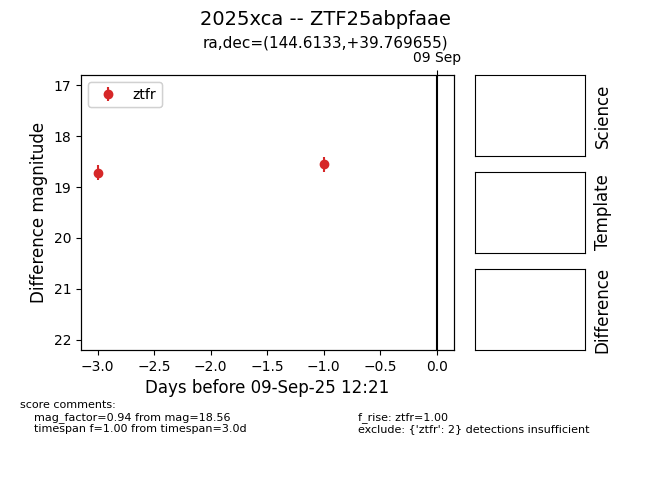 2025xca -- ZTF25abpfaae
ra,dec=(144.6133,+39.769655)
09 Sep
ztfr
17
18
19
20
21
22
Difference magnitude
−3.0
−2.5
−2.0
−1.5
−1.0
−0.5
0.0
Days before 09-Sep-25 12:21
Science
Template
Difference
score comments:
mag_factor=0.94 from mag=18.56
timespan f=1.00 from timespan=3.0d
f_rise: ztfr=1.00
exclude: {'ztfr': 2} detections insufficient